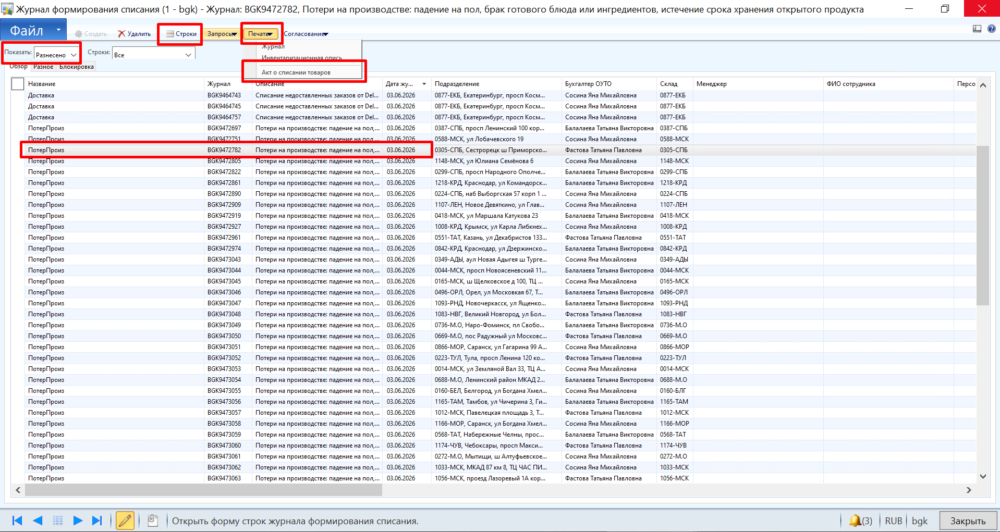 Журнал формирования списания (1 - bgk) - Журнал: BGK9472782, Потери на производстве: падение на пол, брак готового блюда или ингредиентов, истечение срока хранения открытого продукта
Файл Создать Удалить Строки Запросы Печать Согласование
Показать: Разнесено Строки: Все
Журнал
Инвентаризационная опись
Акт о списании товаров
Обзор Разное Блокировка
Название Журнал Описание Дата жу... Подразделение Бухгалтер ОУТО Склад Менеджер ФИО сотрудника Персо
Доставка BGK9464743 Списание недоставленных заказов от Del... 03.06.2026 0877-ЕКБ, Екатеринбург, просп Косм... Сосина Яна Михайловна 0877-ЕКБ
Доставка BGK9464745 Списание недоставленных заказов от Del... 03.06.2026 0877-ЕКБ, Екатеринбург, просп Косм... Сосина Яна Михайловна 0877-ЕКБ
Доставка BGK9464757 Списание недоставленных заказов от Del... 03.06.2026 0877-ЕКБ, Екатеринбург, просп Косм... Сосина Яна Михайловна 0877-ЕКБ
ПотерПроиз BGK9472697 Потери на производстве: падение на пол,... 03.06.2026 0387-СПБ, просп Ленинский 100 кор... Балалаева Татьяна Викторовна 0387-СПБ
ПотерПроиз BGK9472751 Потери на производстве: падение на пол,... 03.06.2026 0588-МСК, ул Лобачевского 19 Сосина Яна Михайловна 0588-МСК
ПотерПроиз BGK9472782 Потери на производстве: падение на пол,... 03.06.2026 0305-СПБ, Сестрорецк ш Приморско... Фастова Татьяна Павловна 0305-СПБ
ПотерПроиз BGK9472805 Потери на производстве: падение на пол,... 03.06.2026 1148-МСК, ул Юлиана Семёнова 6 Сосина Яна Михайловна 1148-МСК
ПотерПроиз BGK9472822 Потери на производстве: падение на пол,... 03.06.2026 0299-СПБ, просп Народного Ополче... Балалаева Татьяна Викторовна 0299-СПБ
ПотерПроиз BGK9472861 Потери на производстве: падение на пол,... 03.06.2026 1218-КРД, Краснодар, ул Командорск... Балалаева Татьяна Викторовна 1218-КРД
ПотерПроиз BGK9472890 Потери на производстве: падение на пол,... 03.06.2026 0224-СПБ, наб Выборгская 57 корп 1 ... Сосина Яна Михайловна 0224-СПБ
ПотерПроиз BGK9472909 Потери на производстве: падение на пол,... 03.06.2026 1107-ЛЕН, Новое Девяткино, ул Глав... Сосина Яна Михайловна 1107-ЛЕН
ПотерПроиз BGK9472919 Потери на производстве: падение на пол,... 03.06.2026 0418-МСК, ул Маршала Катукова 23 Балалаева Татьяна Викторовна 0418-МСК
ПотерПроиз BGK9472927 Потери на производстве: падение на пол,... 03.06.2026 1008-КРД, Крымск, ул Карла Либкнех... Сосина Яна Михайловна 1008-КРД
ПотерПроиз BGK9472961 Потери на производстве: падение на пол,... 03.06.2026 0551-ТАТ, Казань, ул Декабристов 133... Фастова Татьяна Павловна 0551-ТАТ
ПотерПроиз BGK9472974 Потери на производстве: падение на пол,... 03.06.2026 0842-КРД, Краснодар, ул Дзержинско... Балалаева Татьяна Викторовна 0842-КРД
ПотерПроиз BGK9473043 Потери на производстве: падение на пол,... 03.06.2026 0349-АДЫ, аул Новая Адыгея ш Турге... Сосина Яна Михайловна 0349-АДЫ
ПотерПроиз BGK9473044 Потери на производстве: падение на пол,... 03.06.2026 0044-МСК, просп Новоясеневский 11... Балалаева Татьяна Викторовна 0044-МСК
ПотерПроиз BGK9473045 Потери на производстве: падение на пол,... 03.06.2026 0165-МСК, ш Щелковское д 100, ТЦ ... Сосина Яна Михайловна 0165-МСК
ПотерПроиз BGK9473046 Потери на производстве: падение на пол,... 03.06.2026 0496-ОРЛ, Орел, ул Московкая 67, Т... Балалаева Татьяна Викторовна 0496-ОРЛ
ПотерПроиз BGK9473047 Потери на производстве: падение на пол,... 03.06.2026 1093-РНД, Новочеркасск, ул Ященко... Балалаева Татьяна Викторовна 1093-РНД
ПотерПроиз BGK9473048 Потери на производстве: падение на пол,... 03.06.2026 1083-НВГ, Великий Новгород, ул Бол... Фастова Татьяна Павловна 1083-НВГ
ПотерПроиз BGK9473049 Потери на производстве: падение на пол,... 03.06.2026 0736-М.О, Наро-Фоминск, пл Свобо... Балалаева Татьяна Викторовна 0736-М.О
ПотерПроиз BGK9473050 Потери на производстве: падение на пол,... 03.06.2026 0669-М.О, пос Радужный ул Московс... Фастова Татьяна Павловна 0669-М.О
ПотерПроиз BGK9473051 Потери на производстве: падение на пол,... 03.06.2026 0866-МОР, Саранск, ул Гагарина 99 А... Сосина Яна Михайловна 0866-МОР
ПотерПроиз BGK9473052 Потери на производстве: падение на пол,... 03.06.2026 0223-ТУЛ, Тула, просп Ленина 120 ко... Фастова Татьяна Павловна 0223-ТУЛ
ПотерПроиз BGK9473053 Потери на производстве: падение на пол,... 03.06.2026 0014-МСК, ул Земляной Вал 33, ТЦ А... Сосина Яна Михайловна 0014-МСК
ПотерПроиз BGK9473054 Потери на производстве: падение на пол,... 03.06.2026 0688-М.О, Ленинский район МКАД 2... Балалаева Татьяна Викторовна 0688-М.О
ПотерПроиз BGK9473055 Потери на производстве: падение на пол,... 03.06.2026 0160-БЕЛ, Белгород, ул Богдана Хмел... Сосина Яна Михайловна 0160-БЛГ
ПотерПроиз BGK9473056 Потери на производстве: падение на пол,... 03.06.2026 1165-ТАМ, Тамбов, ул Чичерина 3, Ги... Балалаева Татьяна Викторовна 1165-ТАМ
ПотерПроиз BGK9473057 Потери на производстве: падение на пол,... 03.06.2026 1012-МСК, Павелецкая площадь 3, Т... Фастова Татьяна Павловна 1012-МСК
ПотерПроиз BGK9473058 Потери на производстве: падение на пол,... 03.06.2026 1166-МОР, Саранск, ул Богдана Хмел... Сосина Яна Михайловна 1166-МОР
ПотерПроиз BGK9473059 Потери на производстве: падение на пол,... 03.06.2026 0568-ТАТ, Набережные Челны, прос... Балалаева Татьяна Викторовна 0568-ТАТ
ПотерПроиз BGK9473060 Потери на производстве: падение на пол,... 03.06.2026 1174-ЧУВ, Чебоксары, просп Макси... Фастова Татьяна Павловна 1174-ЧУВ
ПотерПроиз BGK9473061 Потери на производстве: падение на пол,... 03.06.2026 0272-М.О, Мытищи, ш Алтуфьевское... Сосина Яна Михайловна 0272-М.О
ПотерПроиз BGK9473062 Потери на производстве: падение на пол,... 03.06.2026 1033-МСК, МКАД 87 км 8, ТЦ ЧАС ПИ... Сосина Яна Михайловна 1033-МСК
ПотерПроиз BGK9473063 Потери на производстве: падение на пол,... 03.06.2026 1056-МСК, проезд Лазоревый 1А кор... Фастова Татьяна Павловна 1056-МСК
Открыть форму строк журнала формирования списания. (3) RUB bgk Закрыть